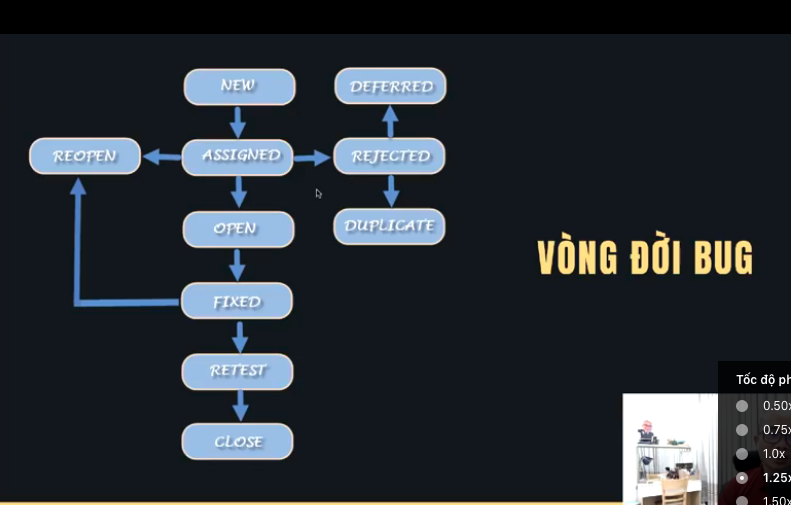 NEW
DEFERRED
REOPEN
ASSIGNED
REJECTED
OPEN
DUPLICATE
VÒNG ĐỜI BUG
FIXED
RETEST
CLOSE
Tốc độ ph
0.50x
0.75x
1.0x
1.25x
1.50x